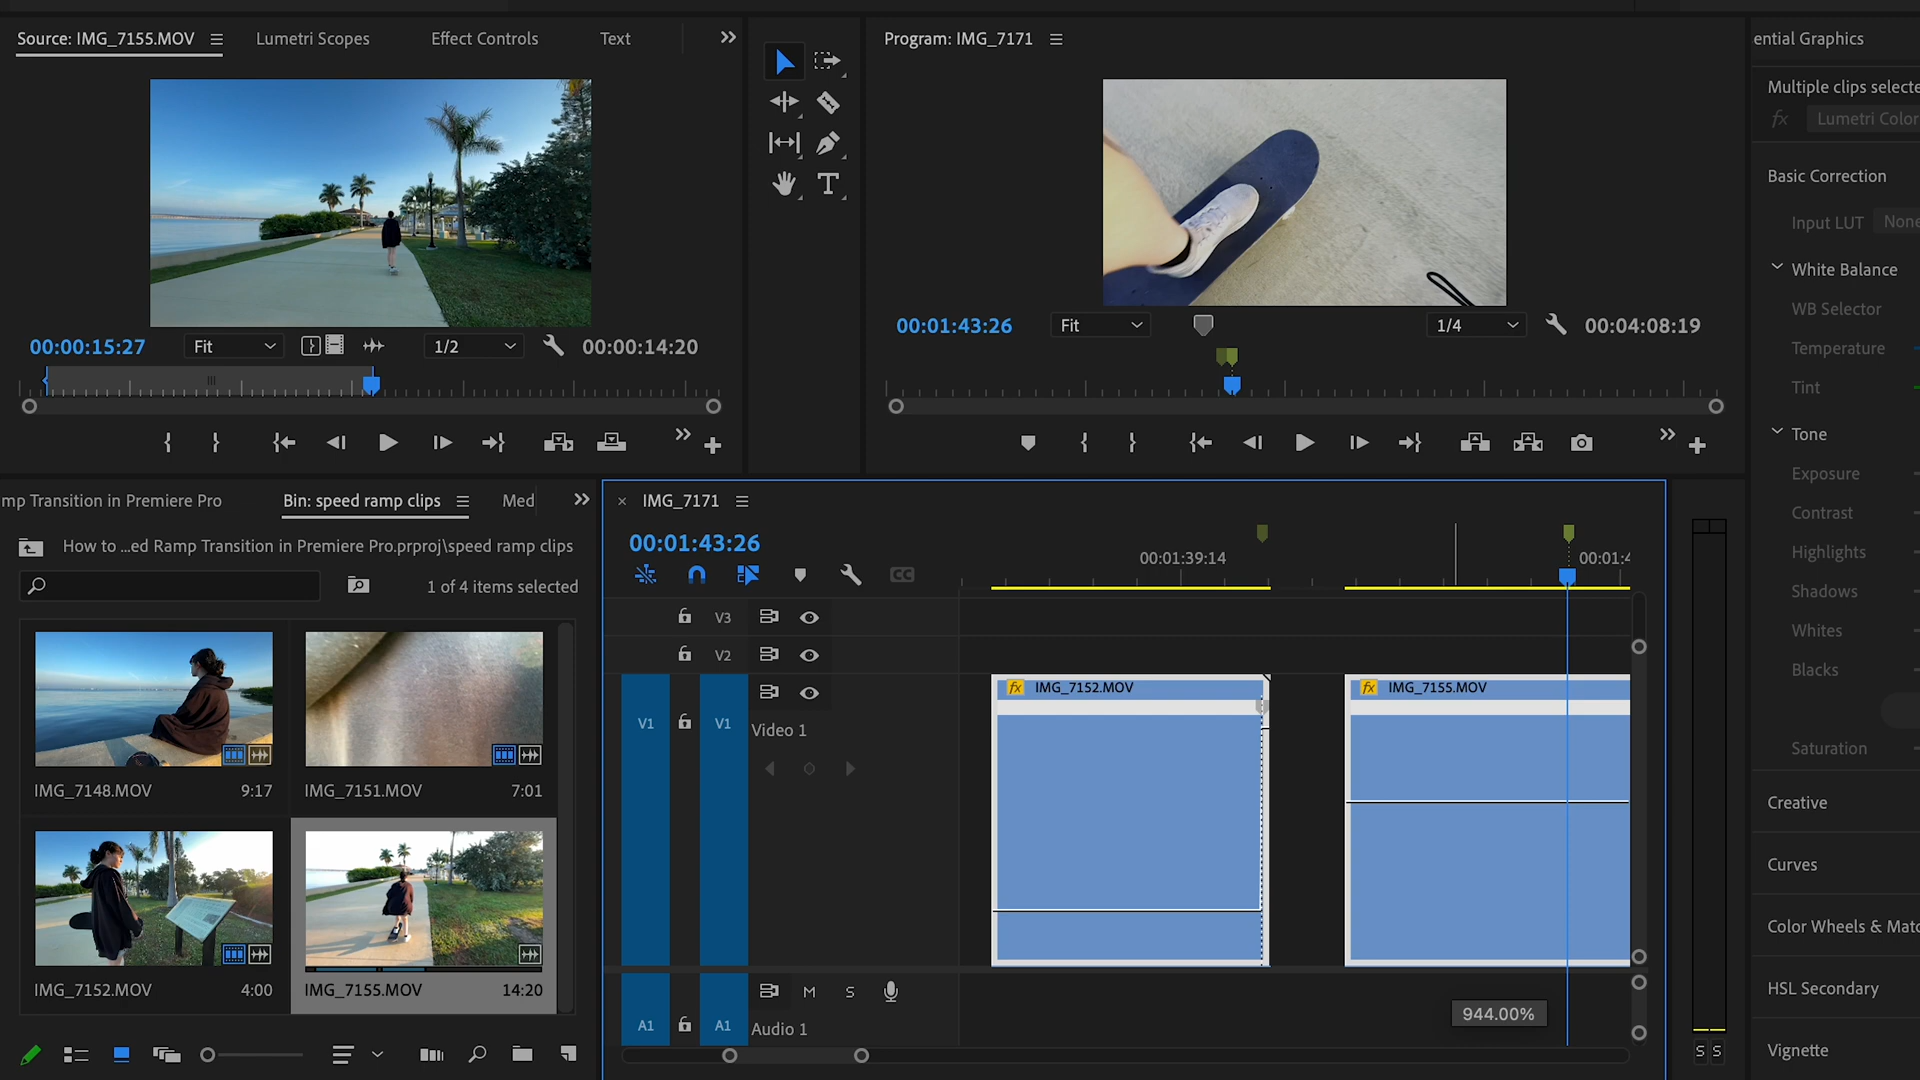 Source: IMG_7155.MOV
Lumetri Scopes
Effect Controls
Text
Program: IMG_7171
ential Graphics
Multiple clips selecte
fx
Lumetri Color
Basic Correction
Input LUT
None
White Balance
WB Selector
Temperature
Tint
Tone
Exposure
Contrast
Highlights
Shadows
Whites
Blacks
Saturation
Creative
Curves
Color Wheels & Matc
HSL Secondary
Vignette
00:00:15:27
Fit
1/2
00:00:14:20
00:01:43:26
Fit
1/4
00:04:08:19
mp Transition in Premiere Pro
Bin: speed ramp clips
Med
How to ...ed Ramp Transition in Premiere Pro.prproj\speed ramp clips
1 of 4 items selected
IMG_7148.MOV
9:17
IMG_7151.MOV
7:01
IMG_7152.MOV
4:00
IMG_7155.MOV
14:20
IMG_7171
00:01:43:26
CC
00:01:39:14
00:01:4
V3
V2
V1
V1
Video 1
fx IMG_7152.MOV
fx IMG_7155.MOV
A1
A1
M
S
Audio 1
944.00%
S S